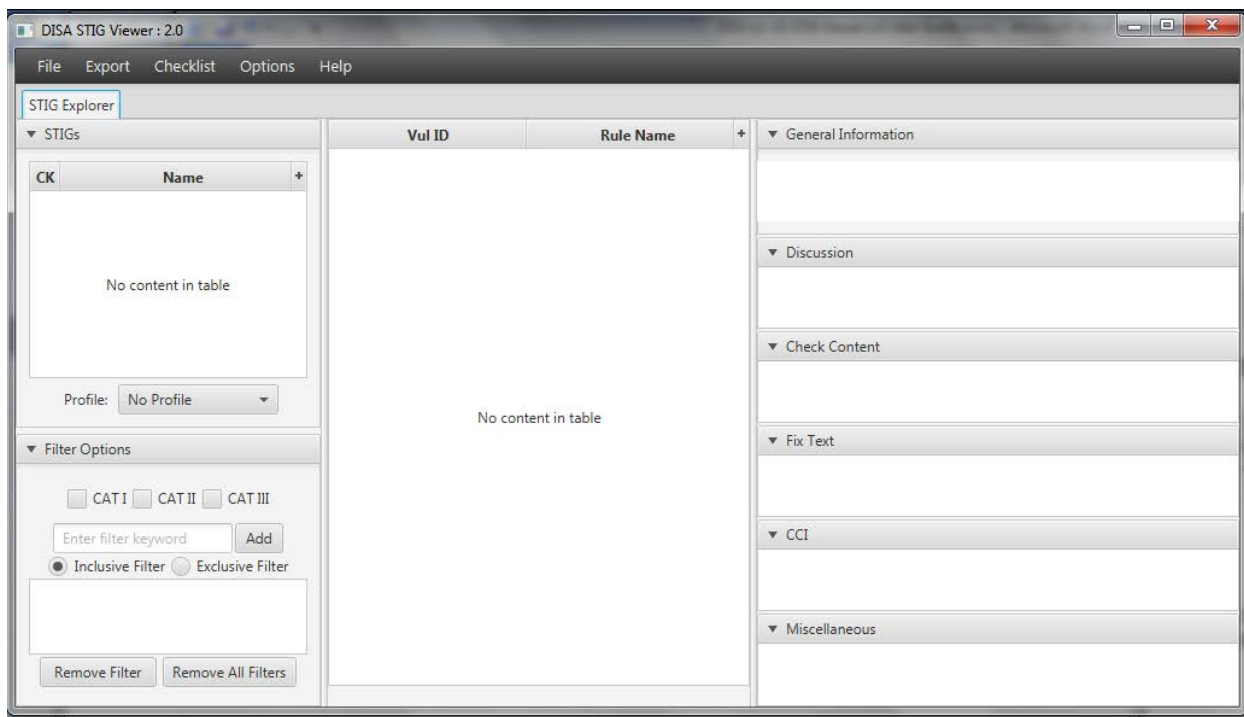 DISA STIG Viewer : 2.0
File Export Checklist Options Help
STIG Explorer
STIGs
CK Name +
No content in table
Profile: No Profile
Filter Options
CAT I CAT II CAT III
Enter filter keyword Add
Inclusive Filter Exclusive Filter
Remove Filter Remove All Filters
Vul ID Rule Name +
No content in table
General Information
Discussion
Check Content
Fix Text
CCI
Miscellaneous